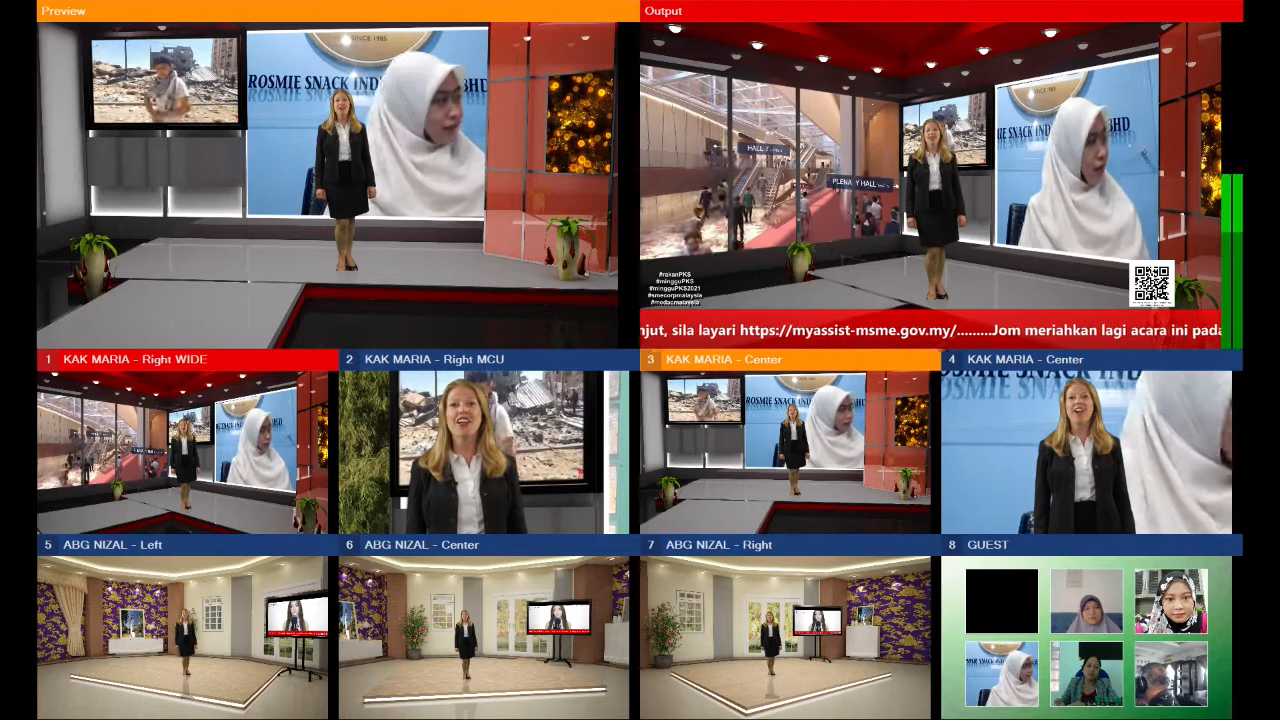 Preview
Output
SINCE 1985
ROSMIE SNACK IND
BHD
HALL 7
PLENARY HALL
#rakanPKS
#mingguPKS
#mingguPKS2021
#smecorpmalaysia
#medacmalaysia
njut, sila layari https://myassist-msme.gov.my/.........Jom meriahkan lagi acara ini pada
1 KAK MARIA - Right WIDE
2 KAK MARIA - Right MCU
3 KAK MARIA - Center
4 KAK MARIA - Center
ROSMIE SNACK IND
5 ABG NIZAL - Left
6 ABG NIZAL - Center
7 ABG NIZAL - Right
8 GUEST